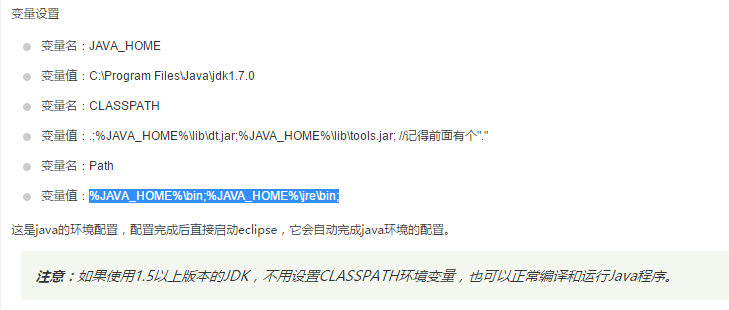 变量设置
变量名：JAVA_HOME
变量值：C:\Program Files\Java\jdk1.7.0
变量名：CLASSPATH
变量值：.;%JAVA_HOME%\lib\dt.jar;%JAVA_HOME%\lib\tools.jar; //记得前面有个"."
变量名：Path
变量值：%JAVA_HOME%\bin;%JAVA_HOME%\jre\bin;
这是java的环境配置，配置完成后直接启动eclipse，它会自动完成java环境的配置。
注意：如果使用1.5以上版本的JDK，不用设置CLASSPATH环境变量，也可以正常编译和运行Java程序。